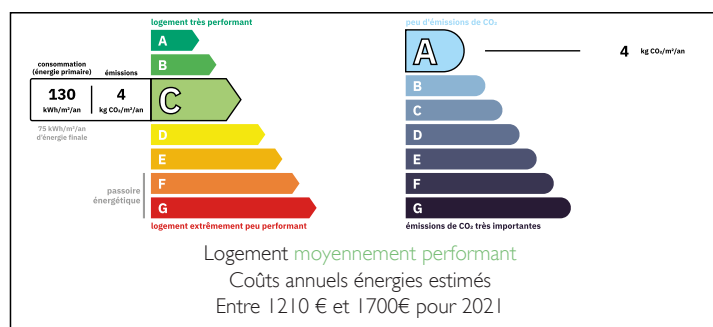 logement très performant
A
B
consommation
(énergie primaire)
émissions
130
kWh/m²/an
4
kg CO₂/m²/an
C
75 kWh/m²/an
d'énergie finale
D
E
passoire
énergétique
F
G
logement extrêmement peu performant
peu d'émissions de CO₂
A
4 kg CO₂/m²/an
B
C
D
E
F
G
émissions de CO₂ très importantes
Logement moyennement performant
Coûts annuels énergies estimés
Entre 1210 € et 1700€ pour 2021